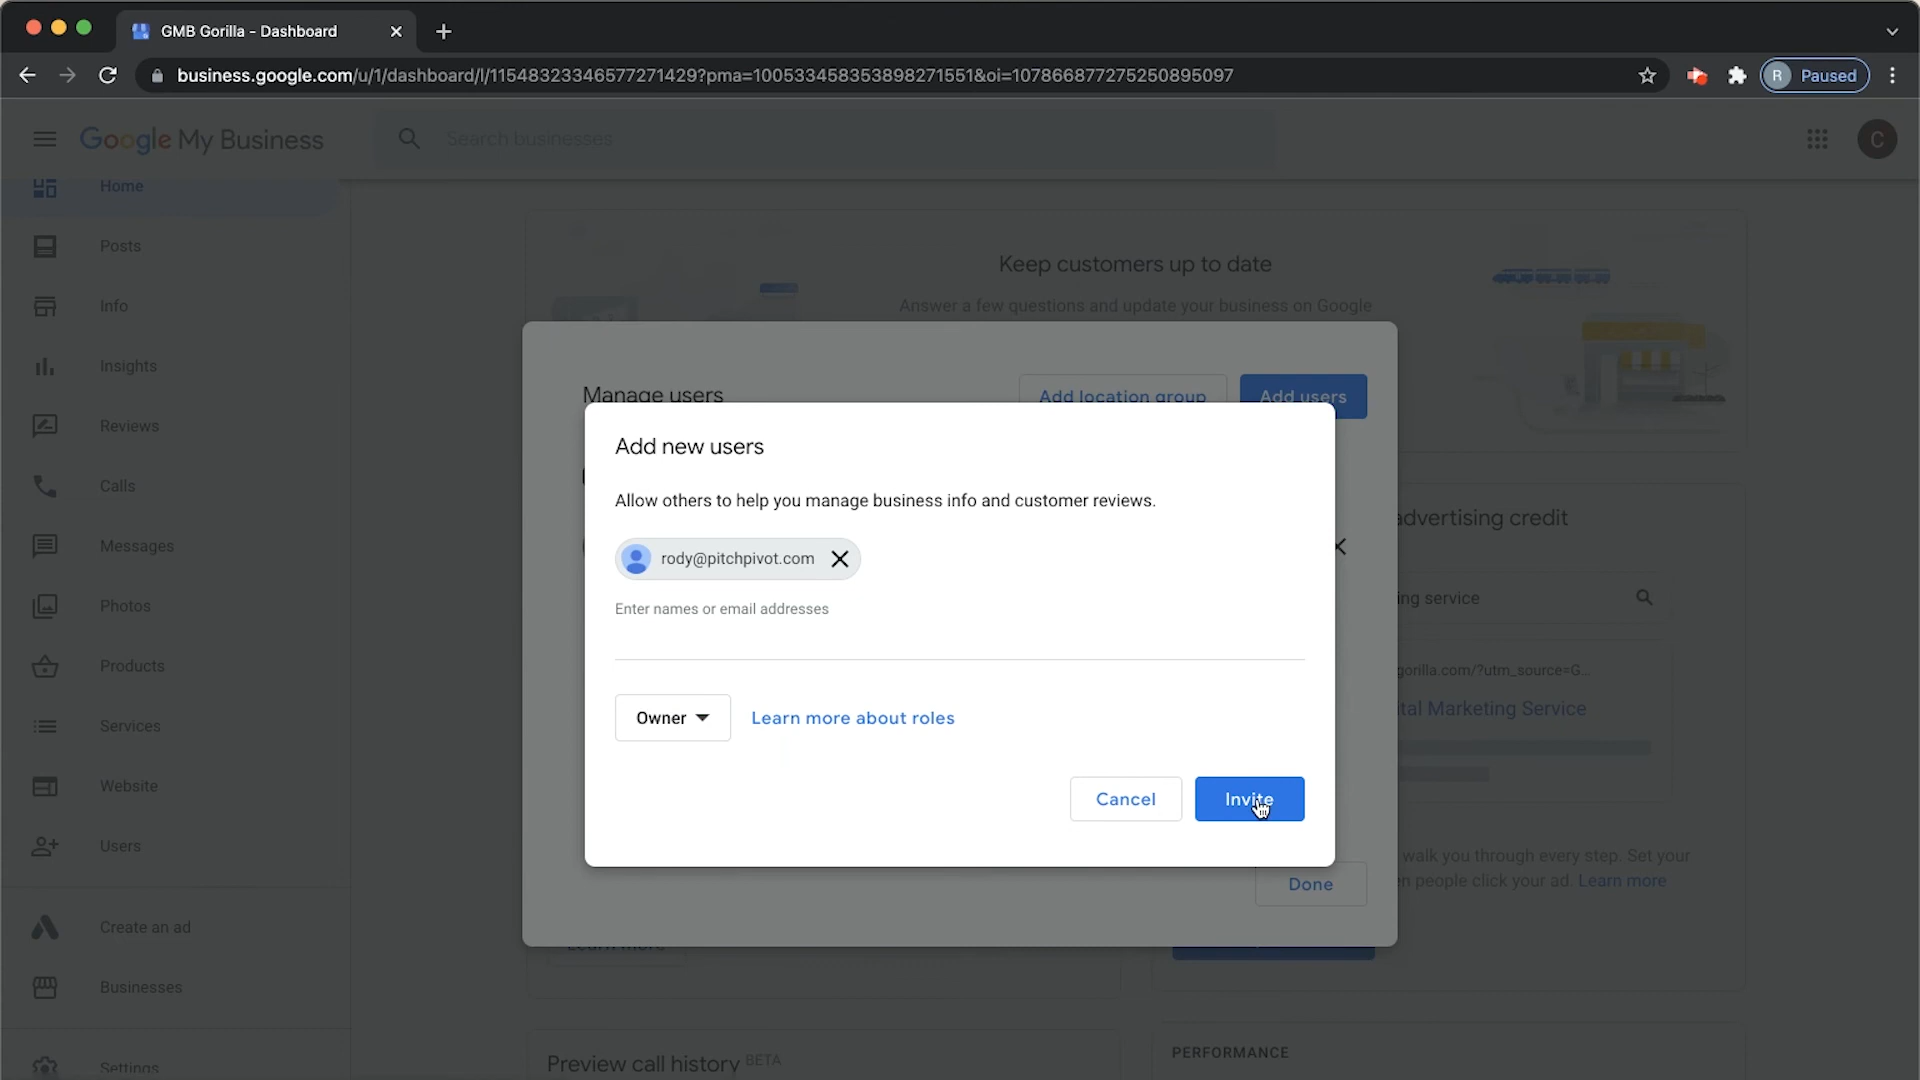 GMB Gorilla - Dashboard
business.google.com/u/1/dashboard/l/11548323346577271429?pma=100533458353898271551&oi=107866877275250895097
R Paused
Google My Business
Search businesses
C
Home
Posts
Info
Insights
Reviews
Calls
Messages
Photos
Products
Services
Website
Users
Create an ad
Businesses
Settings
Keep customers up to date
Answer a few questions and update your business on Google
Manage users
Add location group
Add users
Add new users
Allow others to help you manage business info and customer reviews.
rody@pitchpivot.com
Enter names or email addresses
Owner
Learn more about roles
Cancel
Invite
Done
advertising credit
ing service
gorilla.com/?utm_source=G...
tal Marketing Service
walk you through every step. Set your
en people click your ad. Learn more
Learn more
Preview call history BETA
PERFORMANCE